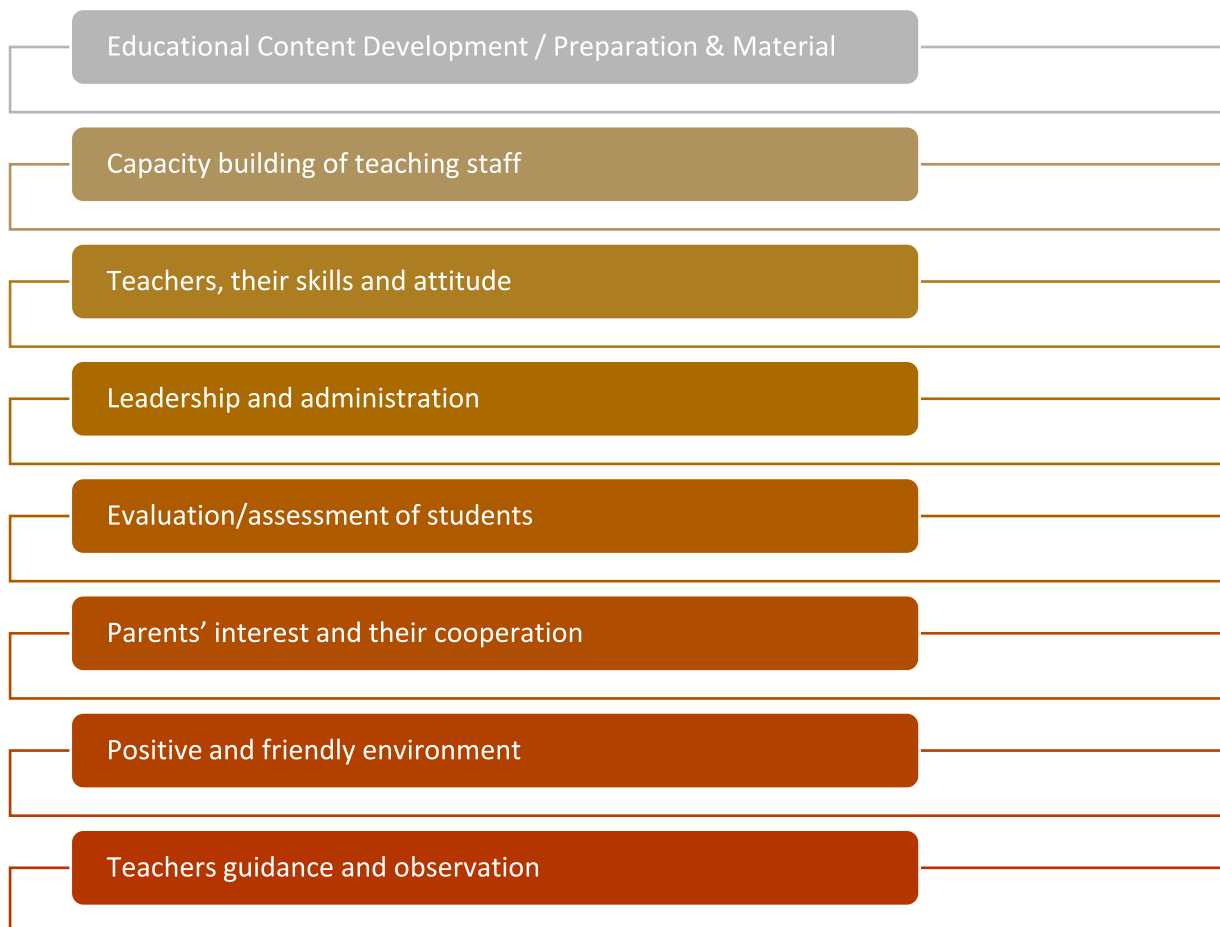 Educational Content Development / Preparation & Material
Capacity building of teaching staff
Teachers, their skills and attitude
Leadership and administration
Evaluation/assessment of students
Parents’ interest and their cooperation
Positive and friendly environment
Teachers guidance and observation